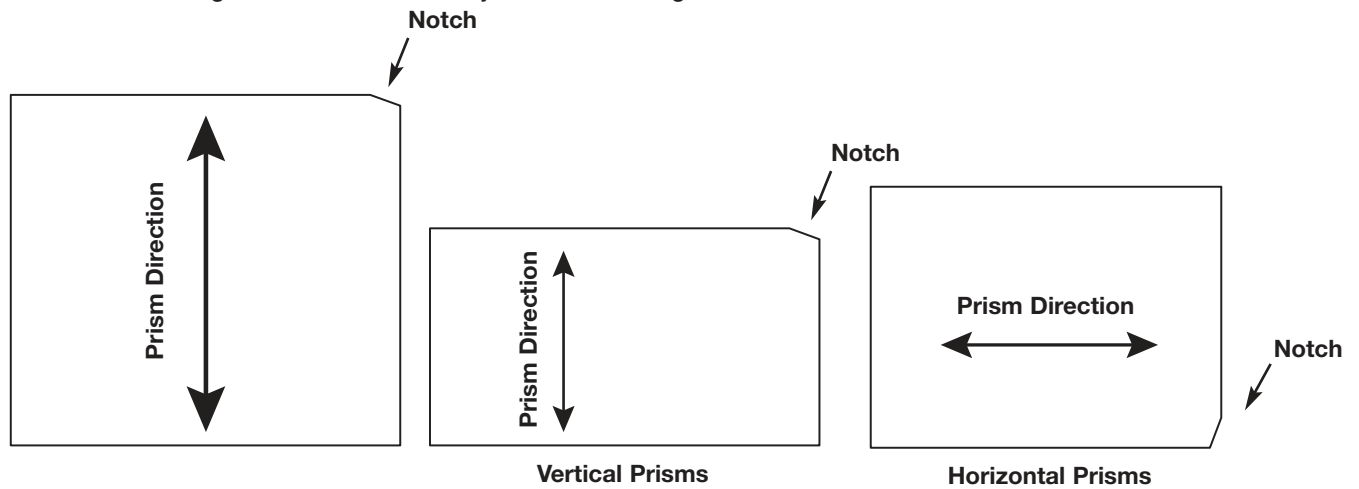 Notch
Prism Direction
Notch
Prism Direction
Vertical Prisms
Prism Direction
Notch
Horizontal Prisms